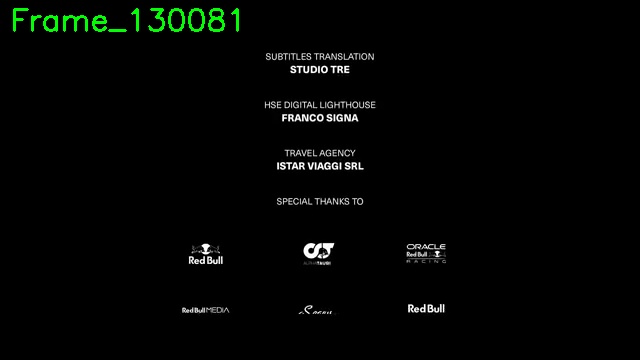 Frame_130081
SUBTITLES TRANSLATION
STUDIO TRE
HSE DIGITAL LIGHTHOUSE
FRANCO SIGNA
TRAVEL AGENCY
ISTAR VIAGGI SRL
SPECIAL THANKS TO
Red Bull
ALPHATAURI
ORACLE
Red Bull
RACING
Red Bull MEDIA
Red Bull